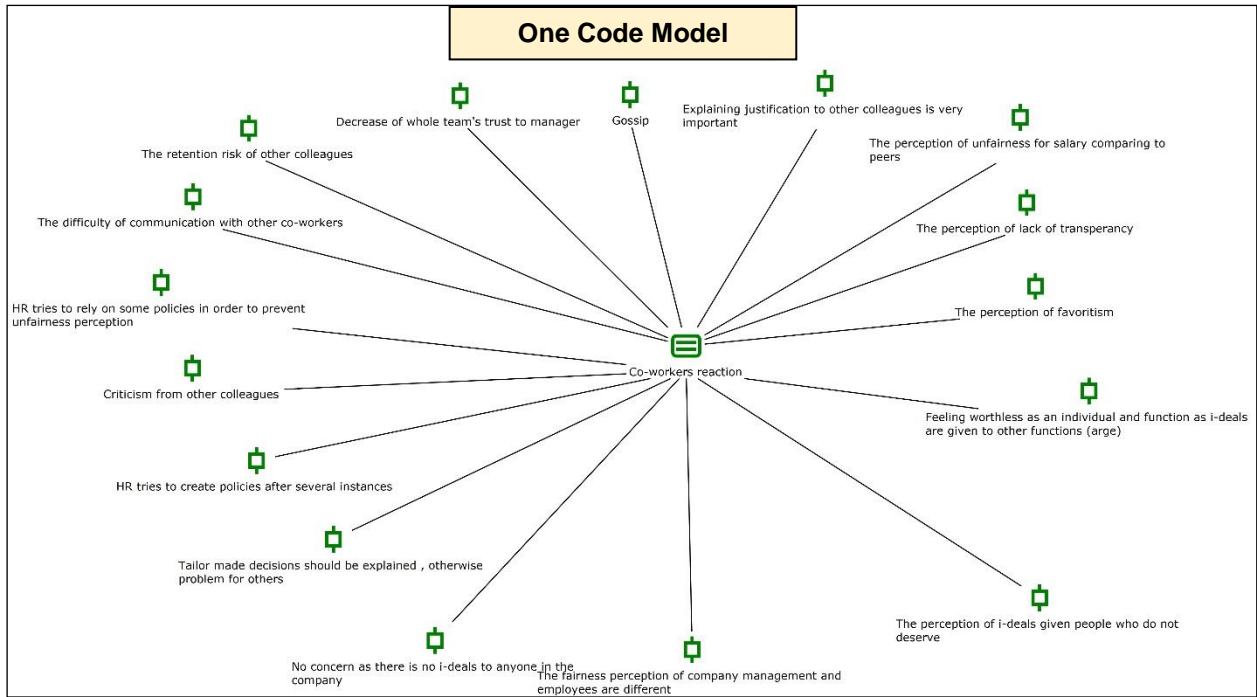 One Code Model
Decrease of whole team's trust to manager
Gossip
Explaining justification to other colleagues is very
important
The retention risk of other colleagues
The perception of unfairness for salary comparing to
peers
The difficulty of communication with other co-workers
The perception of lack of transperancy
HR tries to rely on some policies in order to prevent
unfairness perception
The perception of favoritism
Co-workers reaction
Criticism from other colleagues
Feeling worthless as an individual and function as i-deals
are given to other functions (arge)
HR tries to create policies after several instances
Tailor made decisions should be explained , otherwise
problem for others
The perception of i-deals given people who do not
deserve
No concern as there is no i-deals to anyone in the
company
The fairness perception of company management and
employees are different